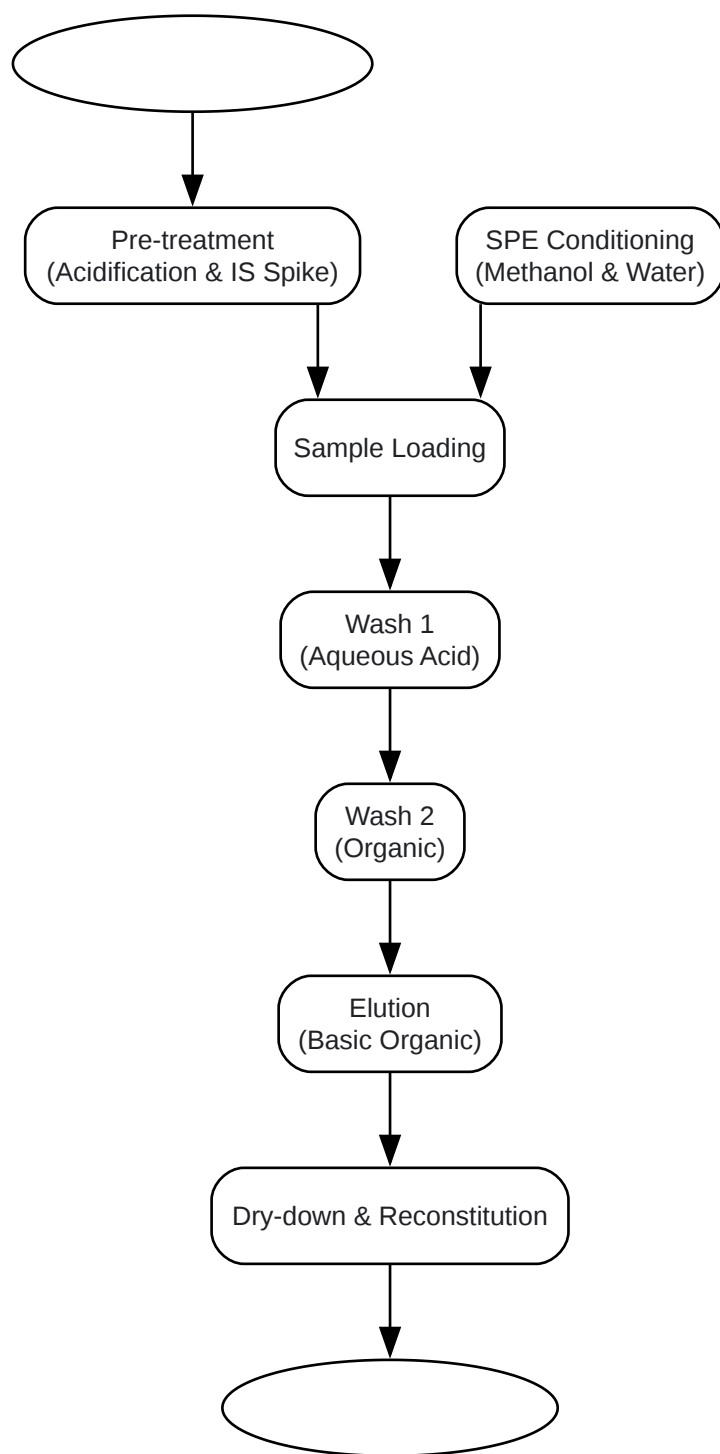 Pre-treatment
(Acidification & IS Spike)
SPE Conditioning
(Methanol & Water)
Sample Loading
Wash 1
(Aqueous Acid)
Wash 2
(Organic)
Elution
(Basic Organic)
Dry-down & Reconstitution